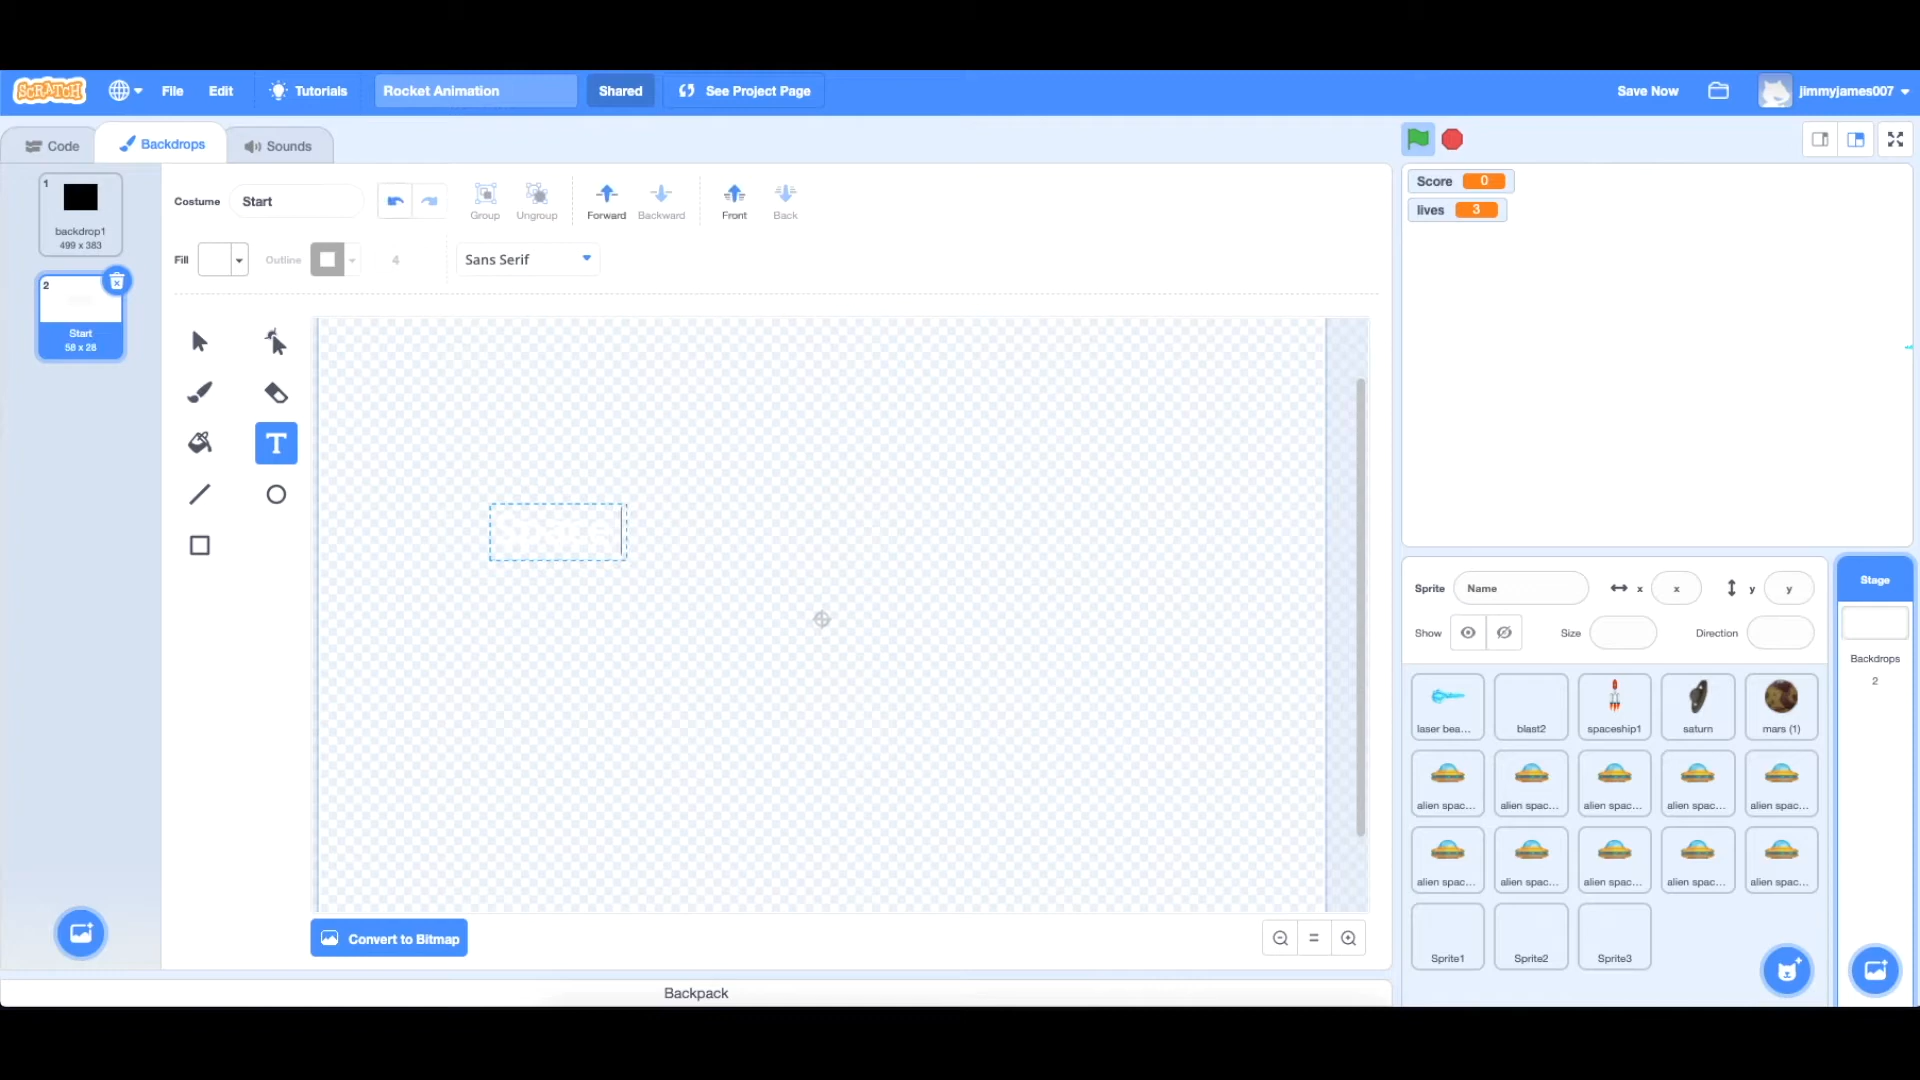 SCRATCH
File
Edit
Tutorials
Rocket Animation
Shared
See Project Page
Save Now
jimmyjames007
Code
Backdrops
Sounds
1
backdrop1
499 x 383
2
Start
58 x 28
Costume
Start
Group
Ungroup
Forward
Backward
Front
Back
Fill
Outline
4
Sans Serif
T
Convert to Bitmap
Backpack
Score 0
lives 3
Sprite
Name
x
x
y
y
Show
Size
Direction
laser bea...
blast2
spaceship1
saturn
mars (1)
alien spac...
alien spac...
alien spac...
alien spac...
alien spac...
alien spac...
alien spac...
alien spac...
alien spac...
alien spac...
Sprite1
Sprite2
Sprite3
Stage
Backdrops
2